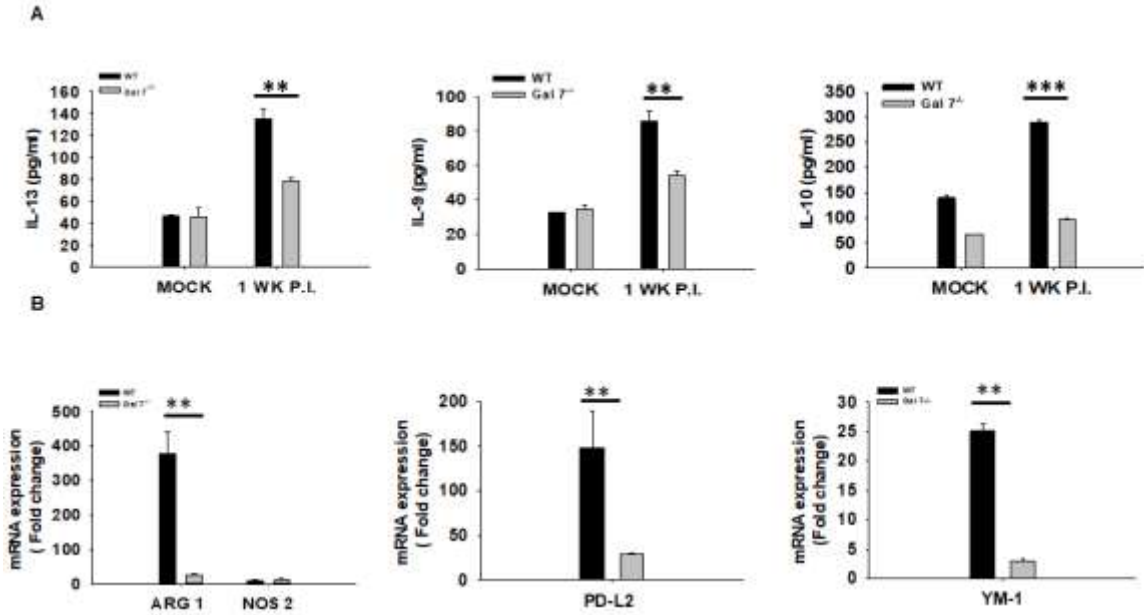 A
WT
Gal 7-/-
**
IL-13 (pg/ml)
160
140
120
100
80
60
40
20
0
MOCK 1 WK P.I.
WT
Gal 7-/-
**
IL-9 (pg/ml)
100
80
60
40
20
0
MOCK 1 WK P.I.
WT
Gal 7-/-
***
IL-10 (pg/ml)
350
300
250
200
150
100
50
0
MOCK 1 WK P.I.
B
WT
Gal 7-/-
**
mRNA expression
( Fold change)
500
400
300
200
100
0
ARG 1 NOS 2
**
mRNA expression
( Fold change)
200
150
100
50
0
PD-L2
WT
Gal 7-/-
**
mRNA expression
(Fold change)
30
25
20
15
10
5
0
YM-1